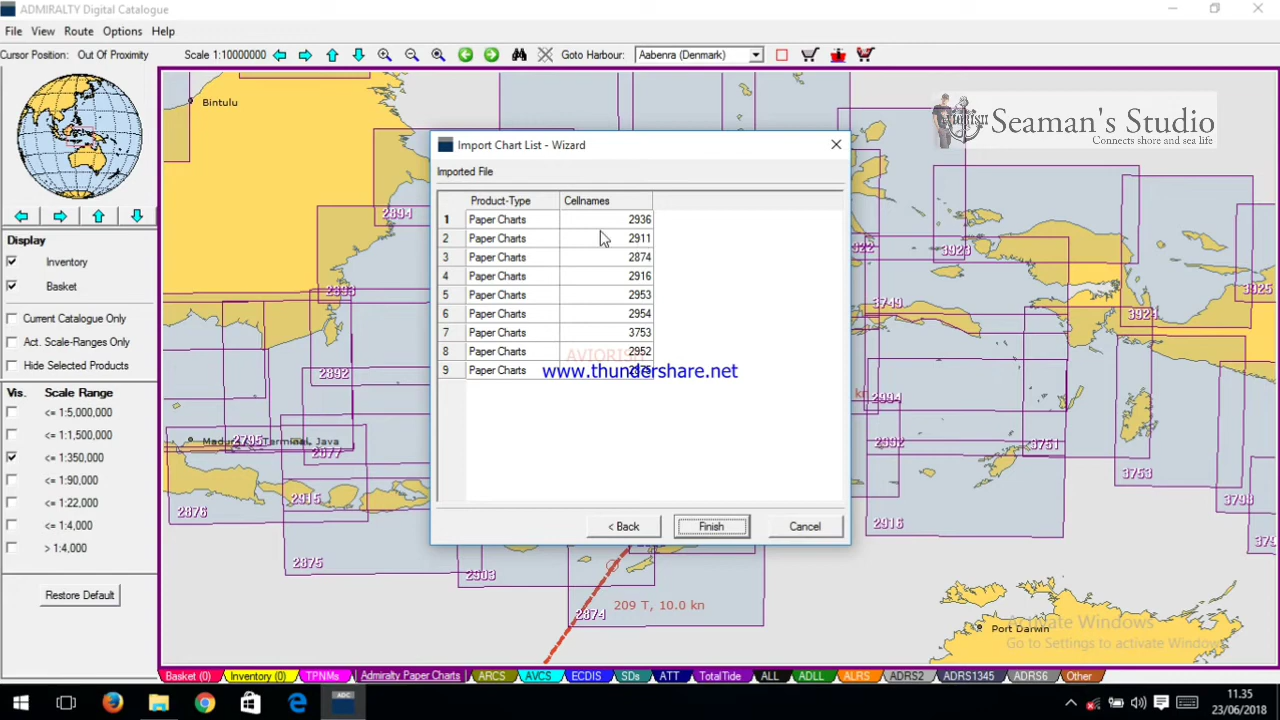 ADMIRALTY Digital Catalogue
File View Route Options Help
Cursor Position: Out Of Proximity Scale 1:10000000 Goto Harbour: Aabenra (Denmark)
Bintulu
Seaman's Studio
Connects shore and sea life
Display
Inventory
Basket
Current Catalogue Only
Act. Scale-Ranges Only
Hide Selected Products
Vis. Scale Range
<= 1:5,000,000
<= 1:1,500,000
<= 1:350,000
<= 1:90,000
<= 1:22,000
<= 1:4,000
> 1:4,000
Restore Default
Import Chart List - Wizard
Imported File
Product-Type Cellnames
1 Paper Charts 2936
2 Paper Charts 2911
3 Paper Charts 2874
4 Paper Charts 2916
5 Paper Charts 2953
6 Paper Charts 2954
7 Paper Charts 3753
8 Paper Charts 2952
9 Paper Charts
www.thundershare.net
< Back Finish Cancel
2894
2893
2892
2795
Terminal, Java
2877
2915
2876
2875
2903
2874
209 T, 10.0 kn
3923
3925
3749
3924
kn
2994
2992
3751
3753
2916
3798
Port Darwin
Activate Windows
Go to Settings to activate Windows.
Basket (0) Inventory (0) TPNMs Admiralty Paper Charts ARCS AVCS ECDIS SDs ATT TotalTide ALL ADLL ALRS ADRS2 ADRS1345 ADRS6 Other
ADC
11.35
23/06/2018